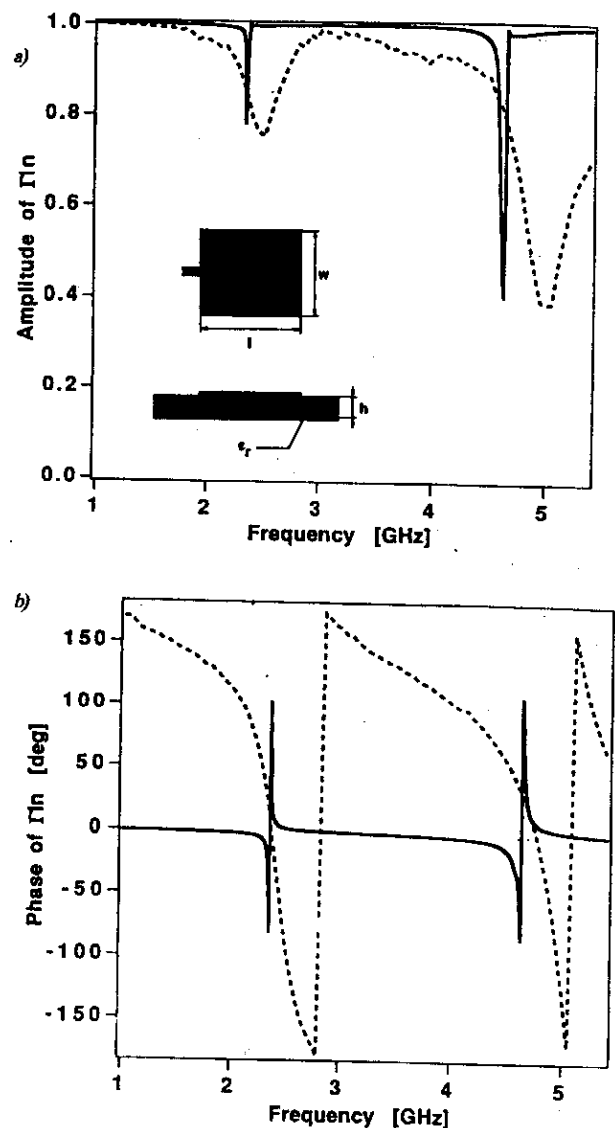 a)
1.0
0.8
0.6
0.4
0.2
0.0
Amplitude of Γin
w
l
h
εr
1
2
3
4
5
Frequency [GHz]
b)
150
100
50
0
-50
-100
-150
Phase of Γin [deg]
1
2
3
4
5
Frequency [GHz]